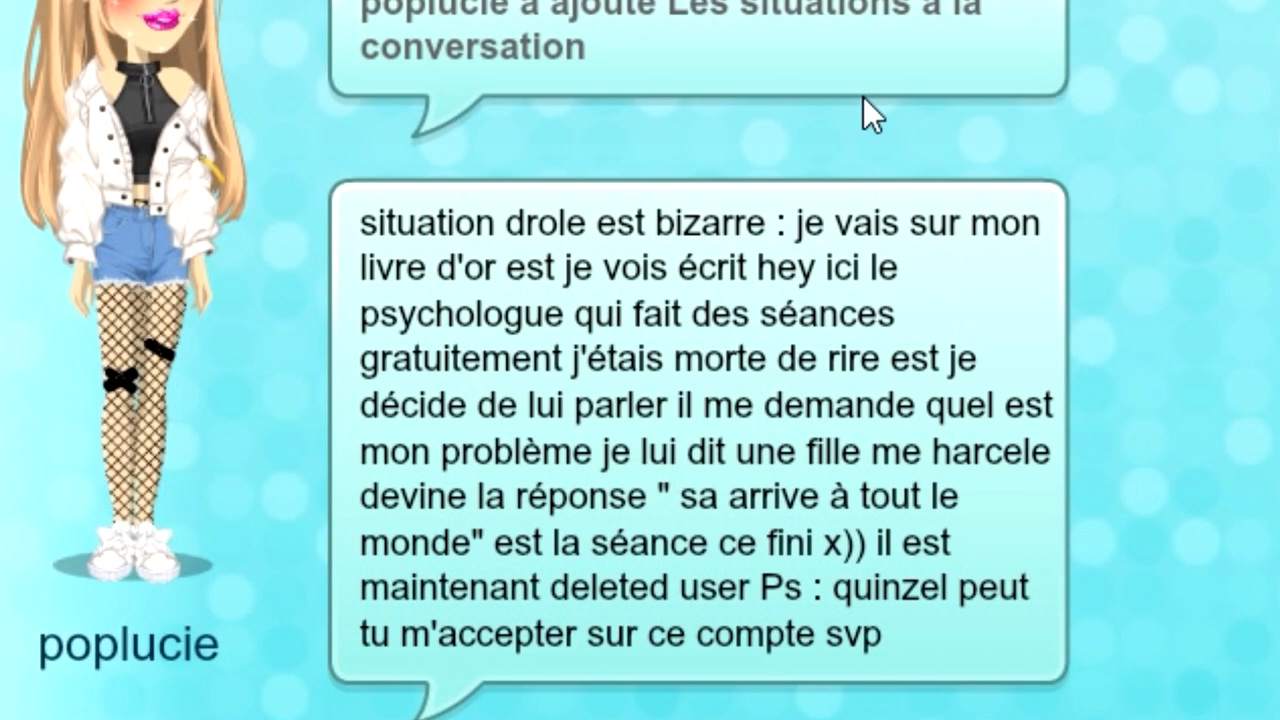 poplucie a ajouté Les situations à la
conversation
situation drole est bizarre : je vais sur mon
livre d'or est je vois écrit hey ici le
psychologue qui fait des séances
gratuitement j'étais morte de rire est je
décide de lui parler il me demande quel est
mon problème je lui dit une fille me harcele
devine la réponse " sa arrive à tout le
monde" est la séance ce fini x)) il est
maintenant deleted user Ps : quinzel peut
tu m'accepter sur ce compte svp
poplucie